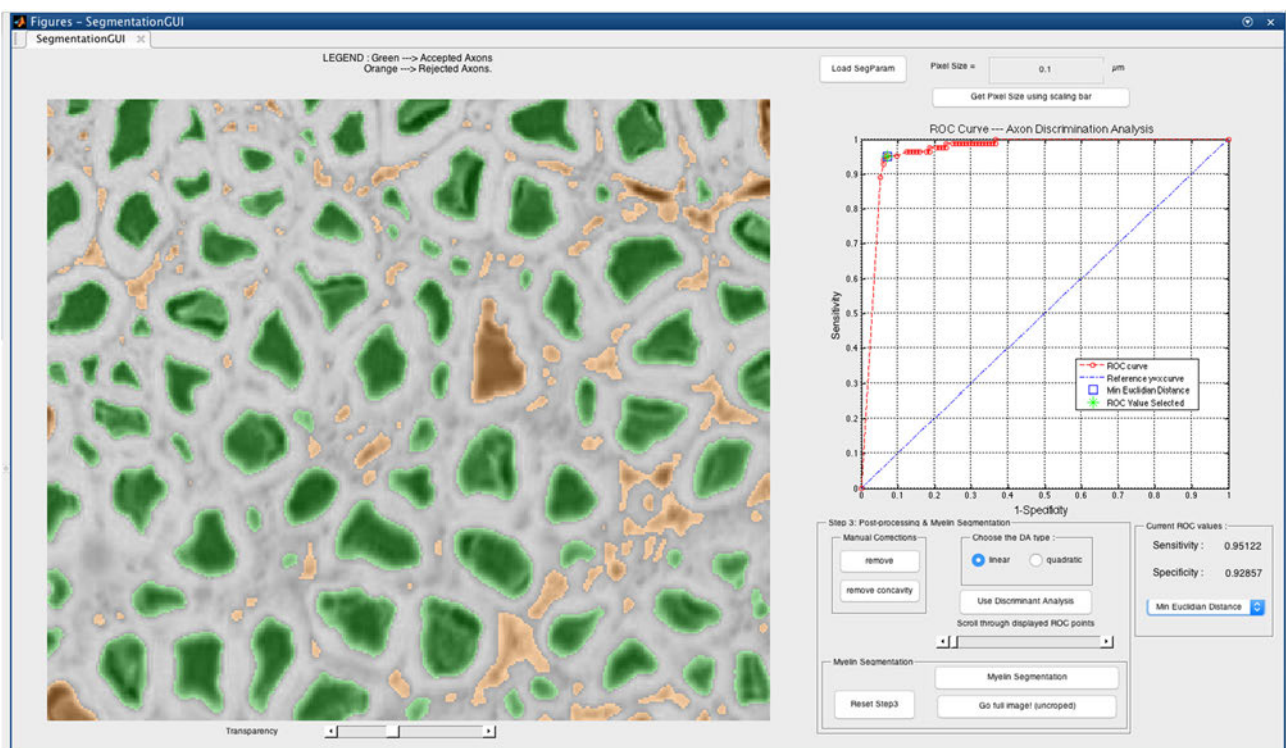 Figures - SegmentationGUI
SegmentationGUI
LEGEND : Green ---> Accepted Axons
Orange ---> Rejected Axons.
Load SegParam
Pixel Size =
0.1
µm
Get Pixel Size using scaling bar
ROC Curve --- Axon Discrimination Analysis
1
0.9
0.8
0.7
0.6
0.5
0.4
0.3
0.2
0.1
0
Sensitivity
ROC curve
Reference y=x curve
Min Euclidian Distance
ROC Value Selected
0
0.1
0.2
0.3
0.4
0.5
0.6
0.7
0.8
0.9
1
1-Specificity
Step 3: Post-processing & Myelin Segmentation
Manual Corrections
remove
remove concavity
Choose the DA type :
linear
quadratic
Use Discriminant Analysis
Scroll through displayed ROC points
Current ROC values :
Sensitivity : 0.95122
Specificity : 0.92857
Min Euclidian Distance
Myelin Segmentation
Reset Step3
Myelin Segmentation
Go full image! (uncroped)
Transparency